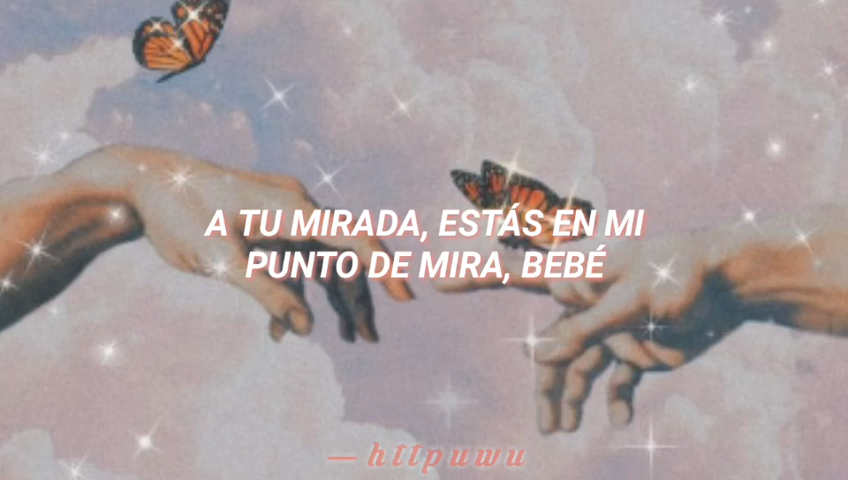 A TU MIRADA, ESTÁS EN MI
PUNTO DE MIRA, BEBÉ
— httpuwu